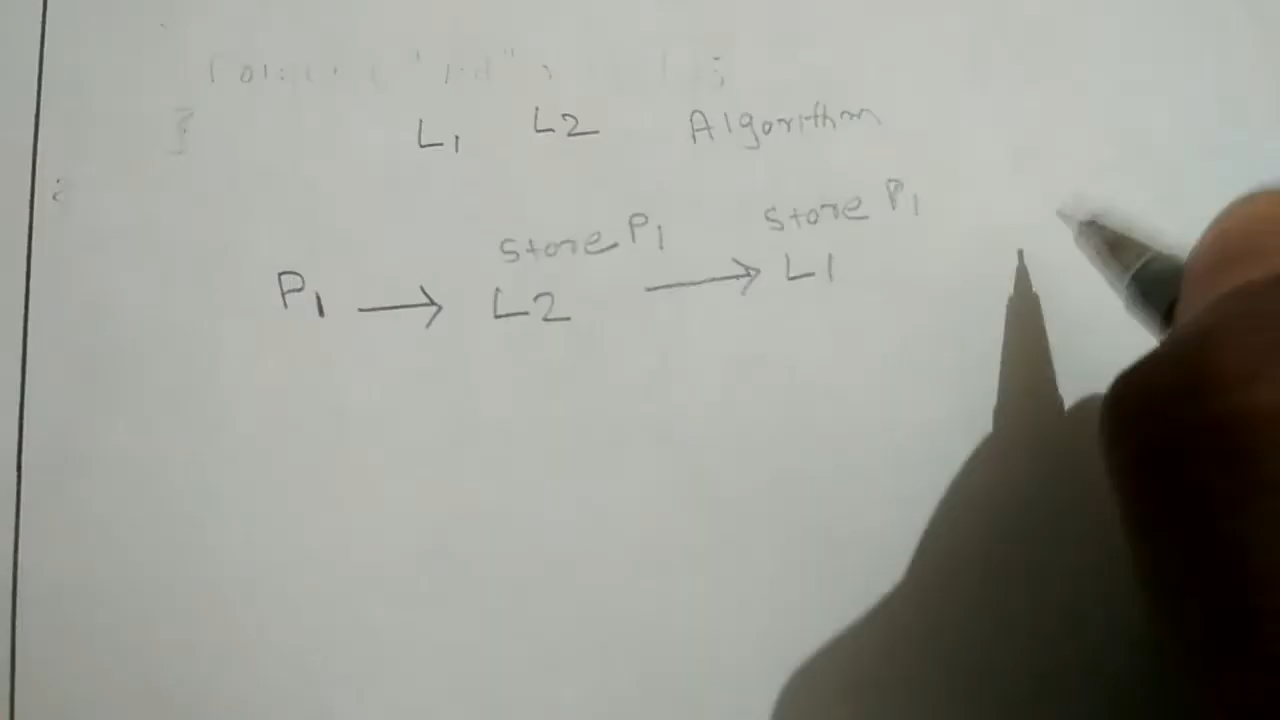 }
L1 L2 Algorithm
:
store P1 store P1
P1 → L2 → L1